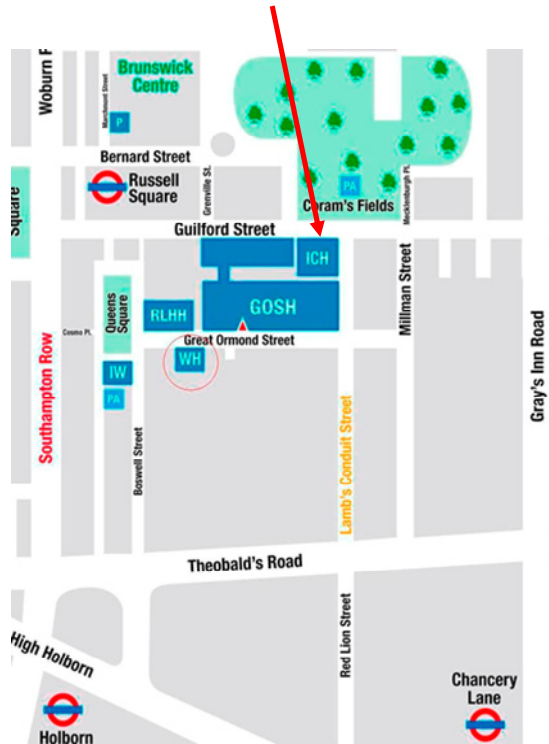 Woburn P
Brunswick
Centre
Marchmont Street
P
Bernard Street
Russell
Square
Grenville St.
PA
Coram's Fields
Mecklenburgh Pl.
Square
Guilford Street
ICH
Queens
Square
RLHH
GOSH
Millman Street
Cosmo Pl.
Great Ormond Street
WH
IW
PA
Southampton Row
Boswell Street
Lamb's Conduit Street
Gray's Inn Road
Theobald's Road
Red Lion Street
High Holborn
Holborn
Chancery
Lane